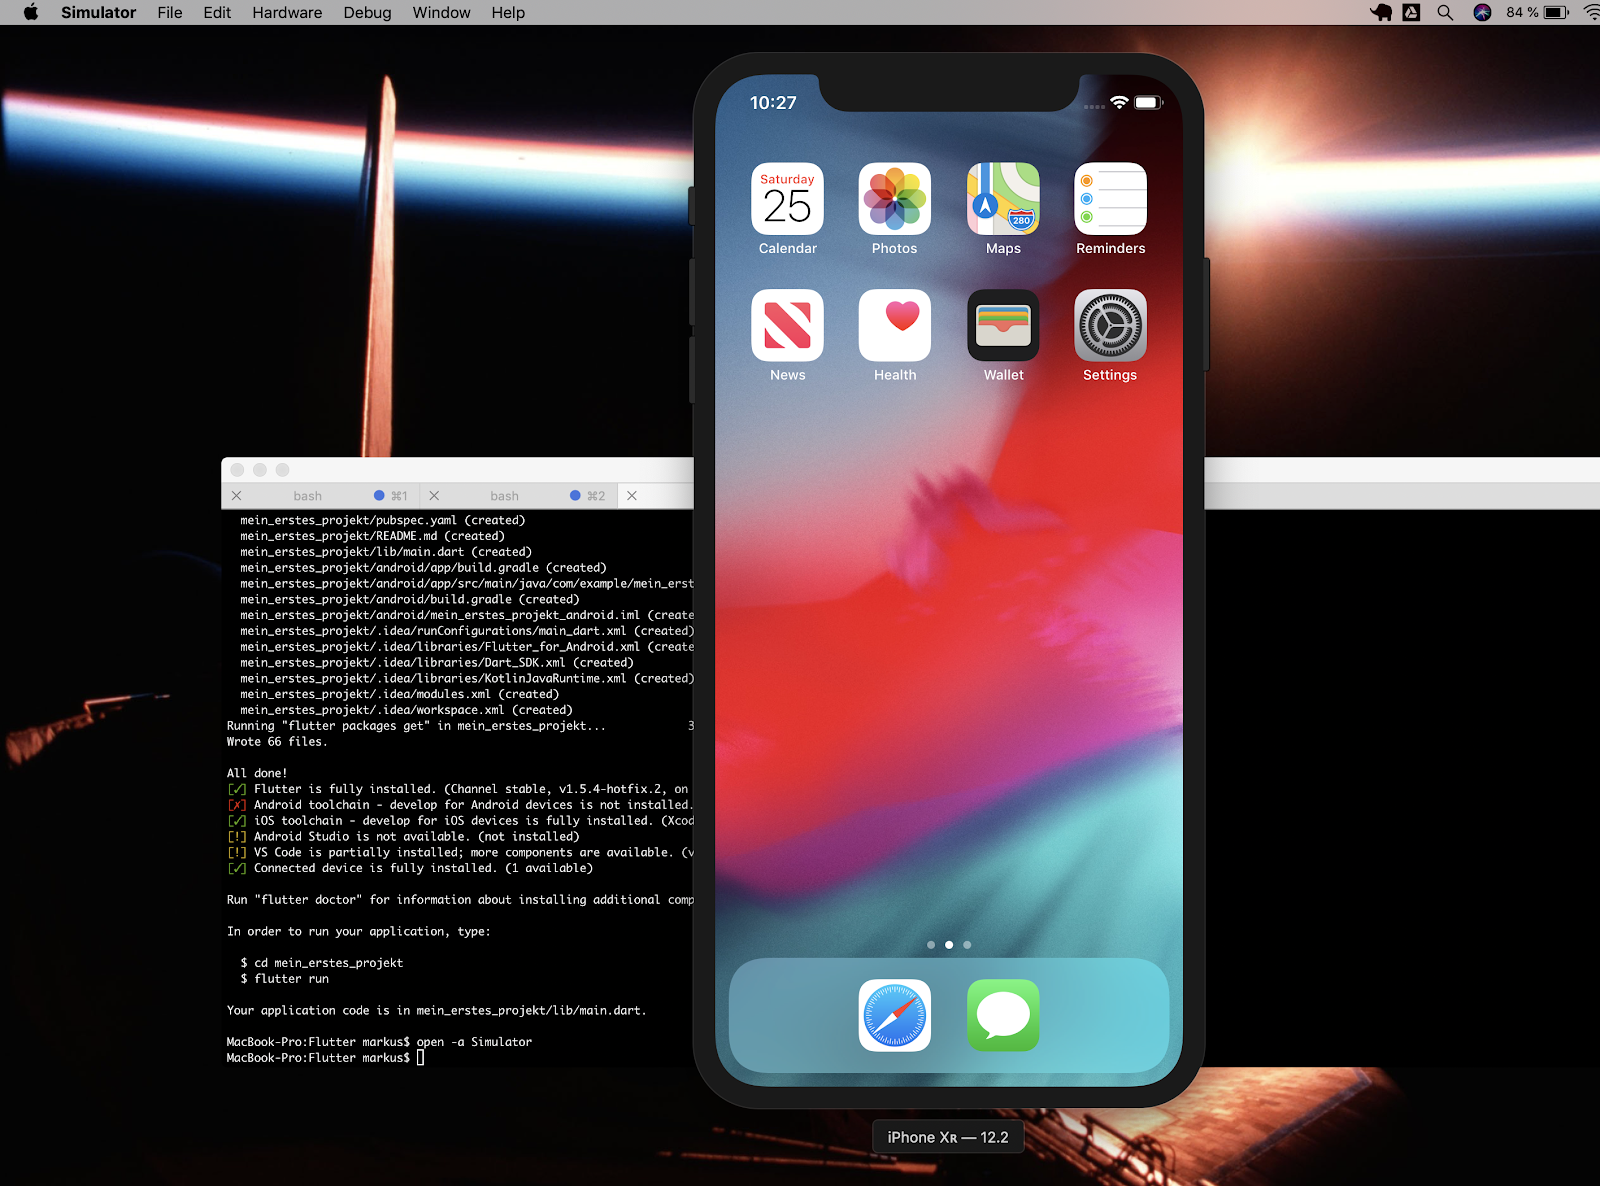 Simulator File Edit Hardware Debug Window Help 84 %
10:27
Saturday
25
280
Calendar Photos Maps Reminders
News Health Wallet Settings
bash ⌘1 bash ⌘2
mein_erstes_projekt/pubspec.yaml (created)
mein_erstes_projekt/README.md (created)
mein_erstes_projekt/lib/main.dart (created)
mein_erstes_projekt/android/app/build.gradle (created)
mein_erstes_projekt/android/app/src/main/java/com/example/mein_erst
mein_erstes_projekt/android/build.gradle (created)
mein_erstes_projekt/android/mein_erstes_projekt_android.iml (create
mein_erstes_projekt/.idea/runConfigurations/main_dart.xml (created)
mein_erstes_projekt/.idea/libraries/Flutter_for_Android.xml (create
mein_erstes_projekt/.idea/libraries/Dart_SDK.xml (created)
mein_erstes_projekt/.idea/libraries/KotlinJavaRuntime.xml (created)
mein_erstes_projekt/.idea/modules.xml (created)
mein_erstes_projekt/.idea/workspace.xml (created)
Running "flutter packages get" in mein_erstes_projekt... 3
Wrote 66 files.
All done!
[✓] Flutter is fully installed. (Channel stable, v1.5.4-hotfix.2, on
[✗] Android toolchain - develop for Android devices is not installed.
[✓] iOS toolchain - develop for iOS devices is fully installed. (Xcod
[!] Android Studio is not available. (not installed)
[!] VS Code is partially installed; more components are available. (v
[✓] Connected device is fully installed. (1 available)
Run "flutter doctor" for information about installing additional comp
In order to run your application, type:
$ cd mein_erstes_projekt
$ flutter run
Your application code is in mein_erstes_projekt/lib/main.dart.
MacBook-Pro:Flutter markus$ open -a Simulator
MacBook-Pro:Flutter markus$
iPhone Xʀ — 12.2